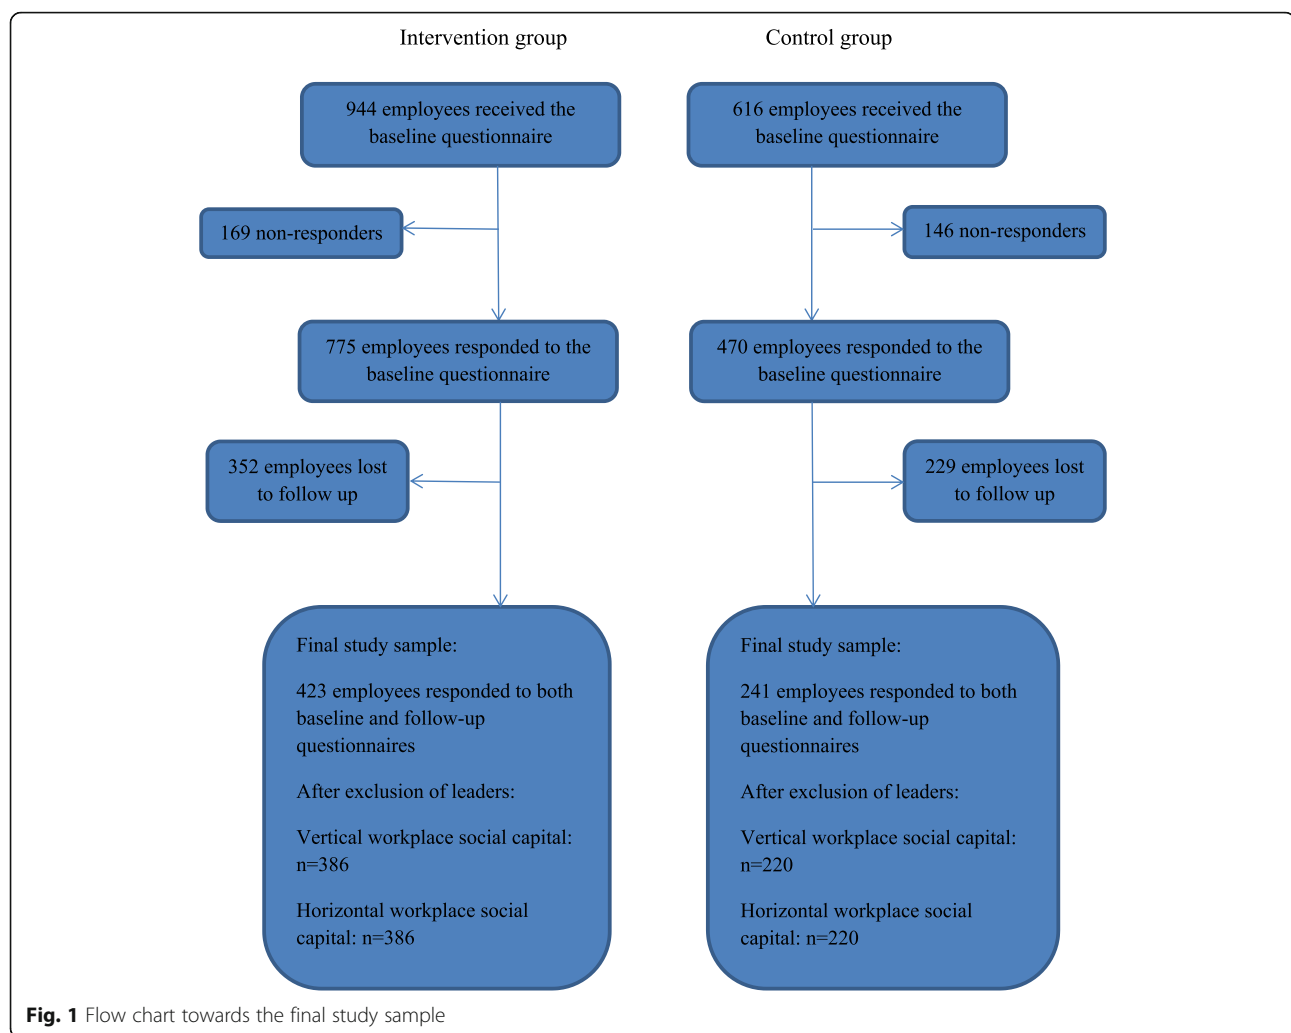 Intervention group
Control group
944 employees received the
baseline questionnaire
616 employees received the
baseline questionnaire
169 non-responders
146 non-responders
775 employees responded to the
baseline questionnaire
470 employees responded to the
baseline questionnaire
352 employees lost
to follow up
229 employees lost
to follow up
Final study sample:
423 employees responded to both
baseline and follow-up
questionnaires
After exclusion of leaders:
Vertical workplace social capital:
n=386
Horizontal workplace social
capital: n=386
Final study sample:
241 employees responded to both
baseline and follow-up
questionnaires
After exclusion of leaders:
Vertical workplace social capital:
n=220
Horizontal workplace social
capital: n=220
Fig. 1 Flow chart towards the final study sample